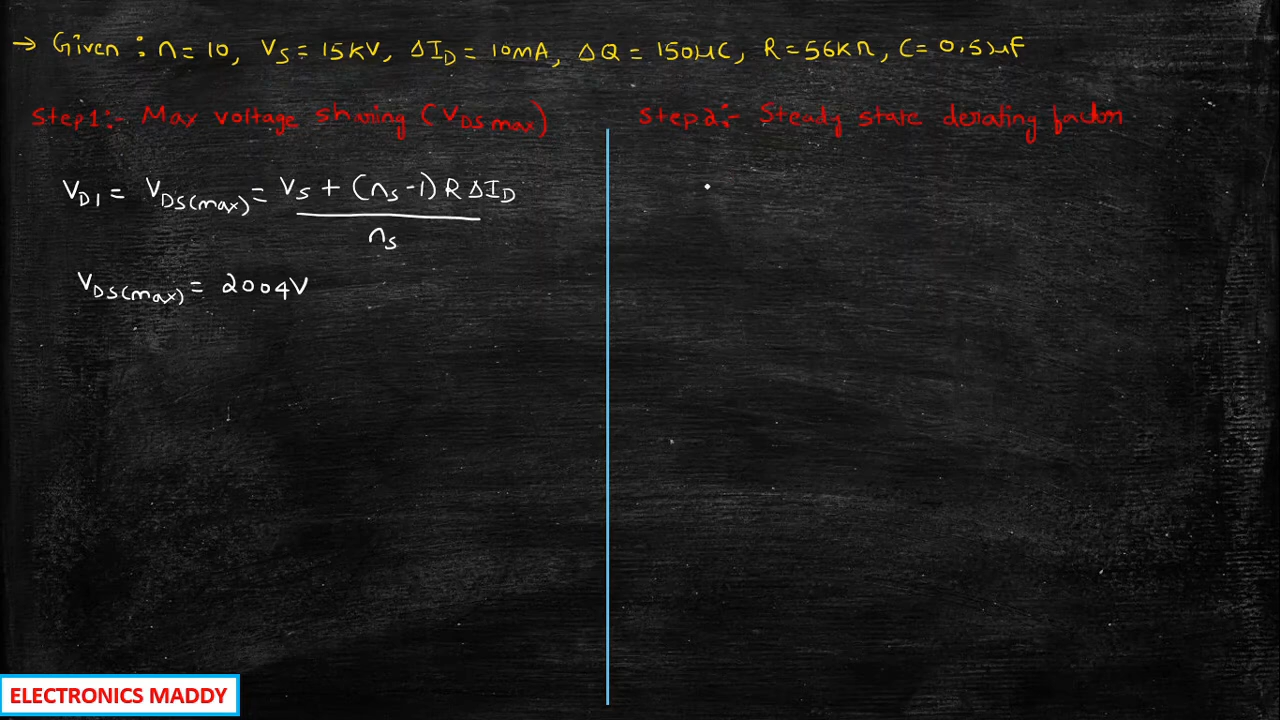 → Given : n = 10, VS = 15KV, ΔID = 10mA, ΔQ = 150μC, R = 56KΩ, C = 0.5μF
Step1:- Max voltage sharing (VDS max)
VD1 = VDS(max) = VS + (nS -1) R ΔID
nS
VDS(max) = 2004V
Step2:- Steady state derating factor
ELECTRONICS MADDY